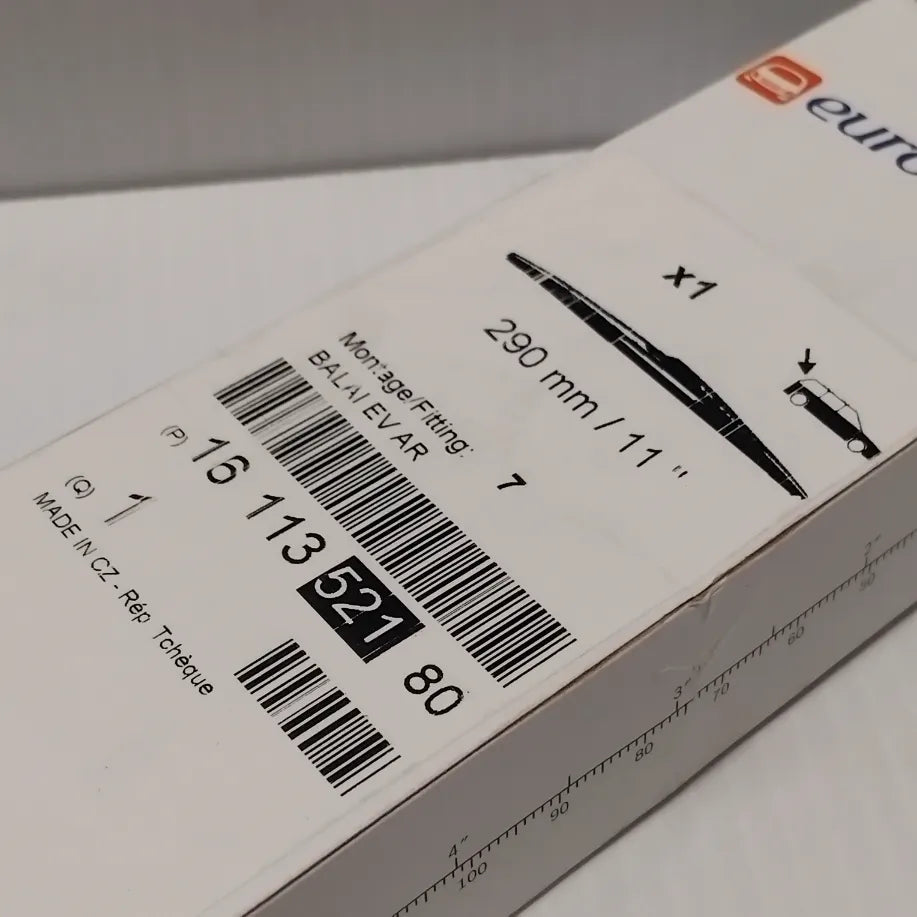 euro
x1
290 mm / 11 "
Montage/Fitting:
7
BALAI EV AR
(P) 16 113 521 80
(Q) 1
MADE IN CZ - Rép Tchèque
2"
50
60
3"
70
80
90
4"
100